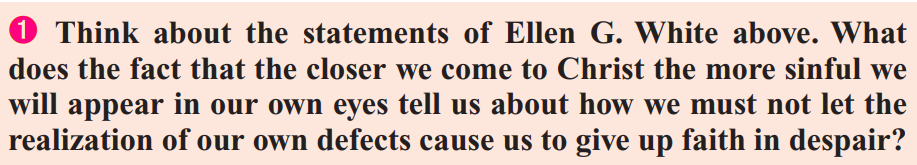 ❶ Think about the statements of Ellen G. White above. What
does the fact that the closer we come to Christ the more sinful we
will appear in our own eyes tell us about how we must not let the
realization of our own defects cause us to give up faith in despair?